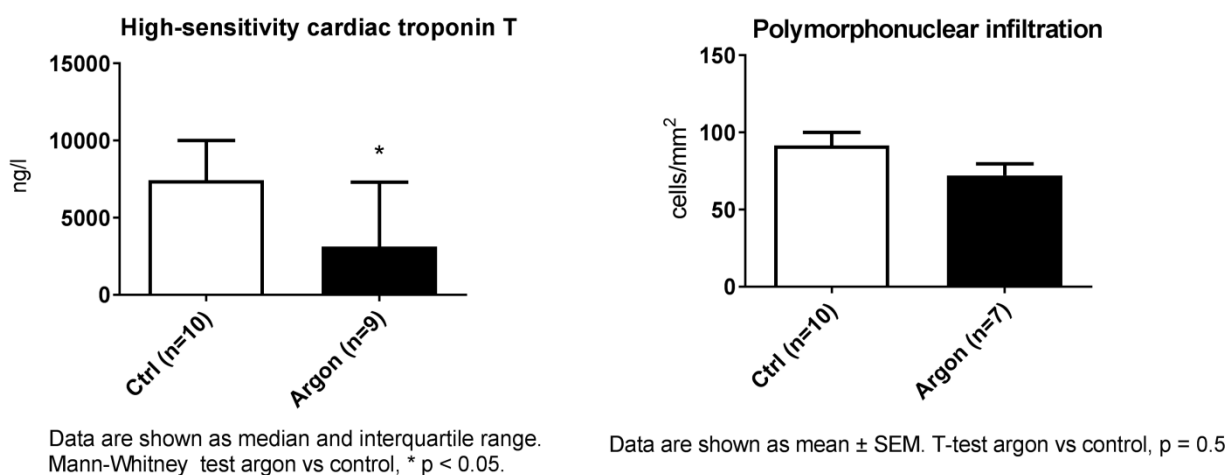 High-sensitivity cardiac troponin T
15000
10000
5000
0
ng/l
*
Ctrl (n=10)
Argon (n=9)
Data are shown as median and interquartile range.
Mann-Whitney test argon vs control, * p < 0.05.
Polymorphonuclear infiltration
150
100
50
0
cells/mm²
Ctrl (n=10)
Argon (n=7)
Data are shown as mean ± SEM. T-test argon vs control, p = 0.5